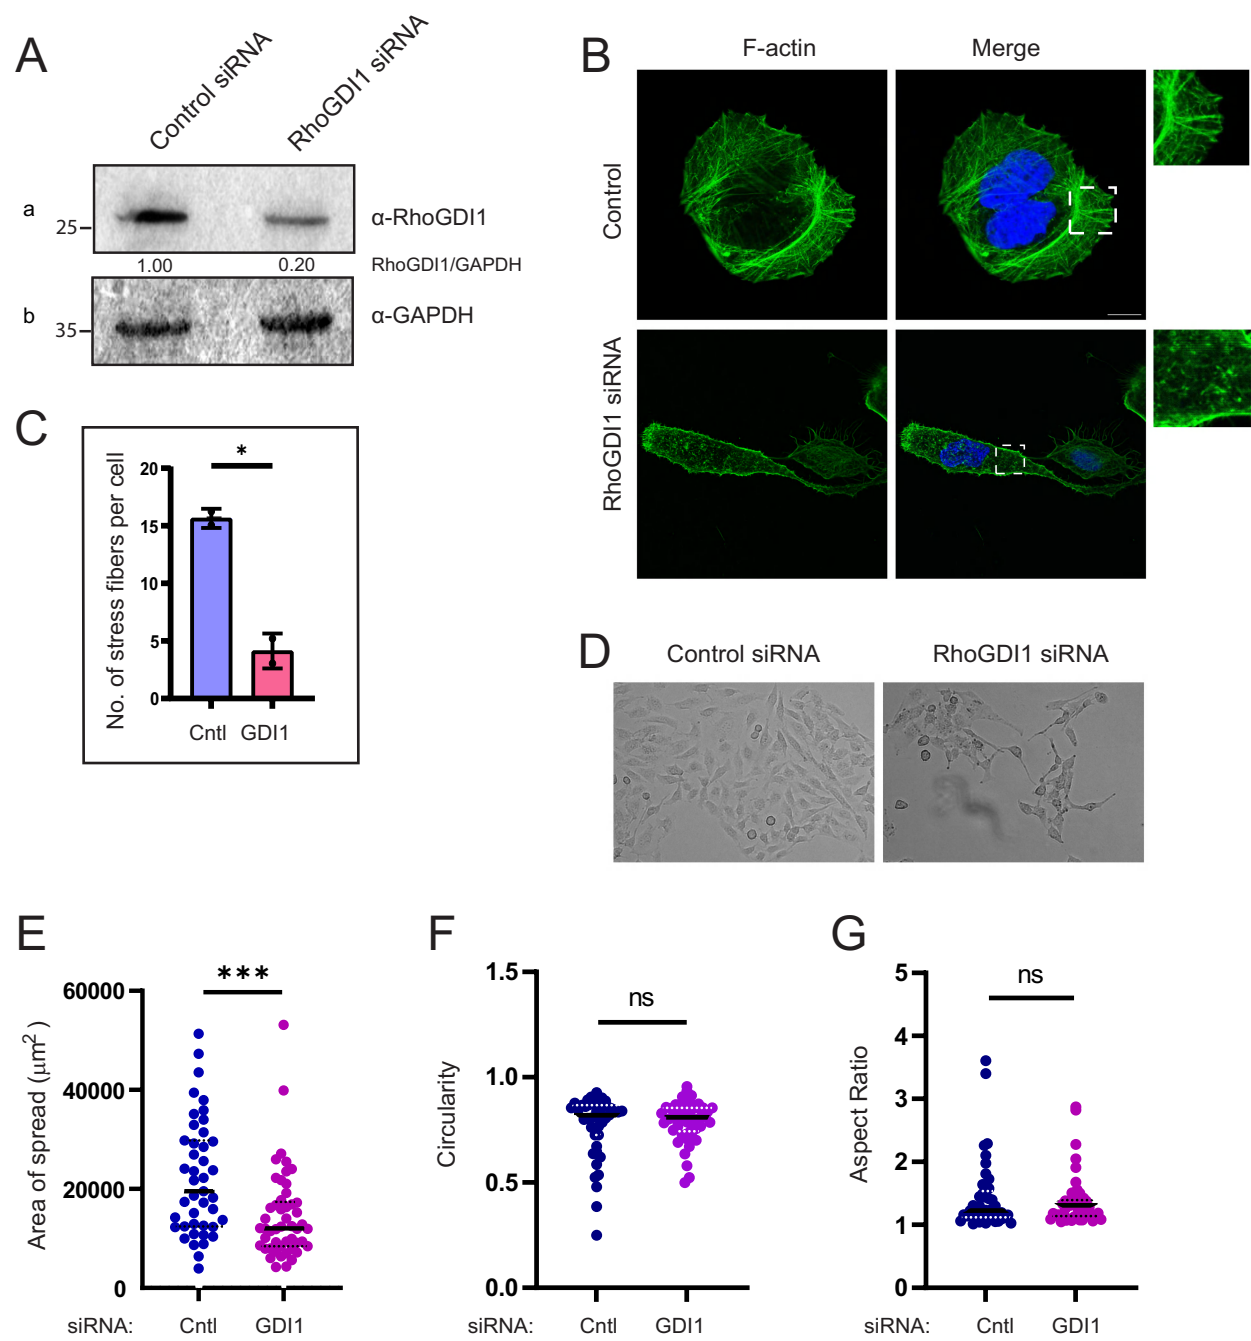 A
Control siRNA
RhoGDI1 siRNA
a
25
α-RhoGDI1
1.00
0.20
RhoGDI1/GAPDH
b
35
α-GAPDH
B
F-actin
Merge
Control
RhoGDI1 siRNA
C
No. of stress fibers per cell
20
15
10
5
0
*
Cntl
GDI1
D
Control siRNA
RhoGDI1 siRNA
E
Area of spread (μm²)
60000
40000
20000
0
***
siRNA:
Cntl
GDI1
F
Circularity
1.5
1.0
0.5
0.0
ns
siRNA:
Cntl
GDI1
G
Aspect Ratio
5
4
3
2
1
0
ns
siRNA:
Cntl
GDI1